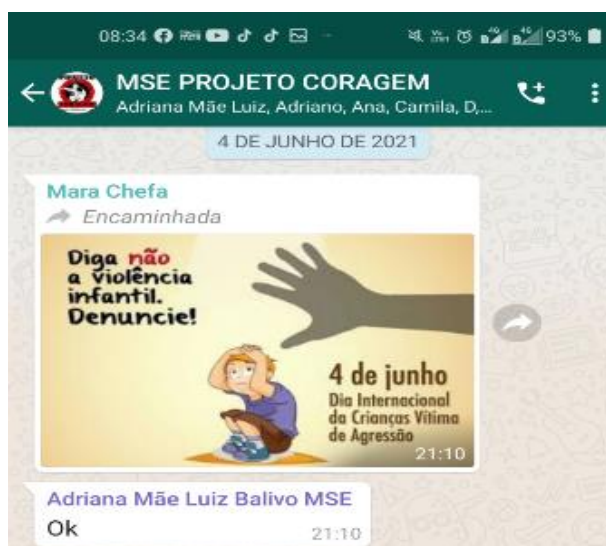 08:34
93%
MSE PROJETO CORAGEM
Adriana Mãe Luiz, Adriano, Ana, Camila, D,...
4 DE JUNHO DE 2021
Mara Chefa
Encaminhada
Diga não
a violência
infantil.
Denuncie!
4 de junho
Dia Internacional
da Crianças Vítima
de Agressão
21:10
Adriana Mãe Luiz Balivo MSE
Ok
21:10